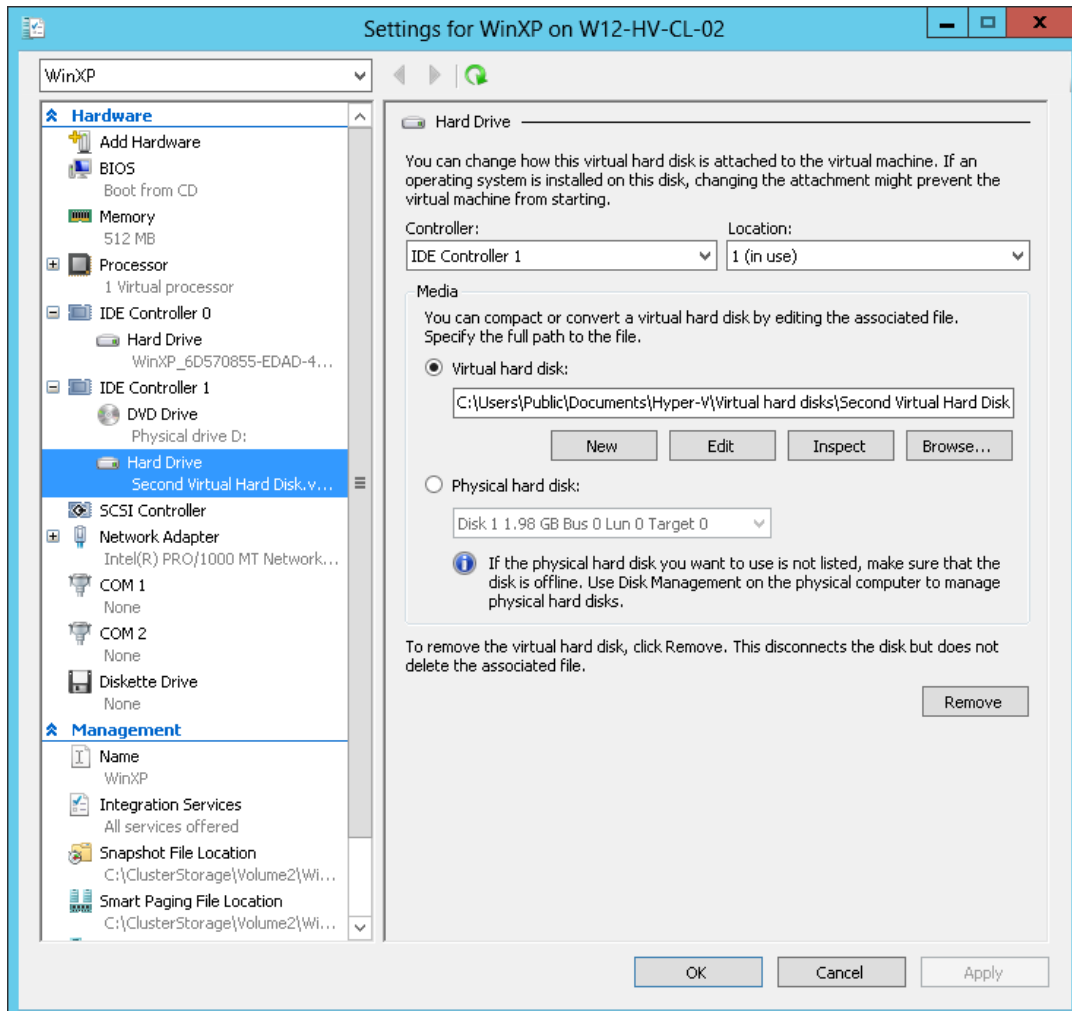 Settings for WinXP on W12-HV-CL-02
WinXP
Hardware
Add Hardware
BIOS
Boot from CD
Memory
512 MB
Processor
1 Virtual processor
IDE Controller 0
Hard Drive
WinXP_6D570855-EDAD-4...
IDE Controller 1
DVD Drive
Physical drive D:
Hard Drive
Second Virtual Hard Disk.v...
SCSI Controller
Network Adapter
Intel(R) PRO/1000 MT Network...
COM 1
None
COM 2
None
Diskette Drive
None
Management
Name
WinXP
Integration Services
All services offered
Snapshot File Location
C:\ClusterStorage\Volume2\Wi...
Smart Paging File Location
C:\ClusterStorage\Volume2\Wi...
Hard Drive
You can change how this virtual hard disk is attached to the virtual machine. If an
operating system is installed on this disk, changing the attachment might prevent the
virtual machine from starting.
Controller:
Location:
IDE Controller 1
1 (in use)
Media
You can compact or convert a virtual hard disk by editing the associated file.
Specify the full path to the file.
Virtual hard disk:
C:\Users\Public\Documents\Hyper-V\Virtual hard disks\Second Virtual Hard Disk
New
Edit
Inspect
Browse...
Physical hard disk:
Disk 1 1.98 GB Bus 0 Lun 0 Target 0
If the physical hard disk you want to use is not listed, make sure that the
disk is offline. Use Disk Management on the physical computer to manage
physical hard disks.
To remove the virtual hard disk, click Remove. This disconnects the disk but does not
delete the associated file.
Remove
OK
Cancel
Apply